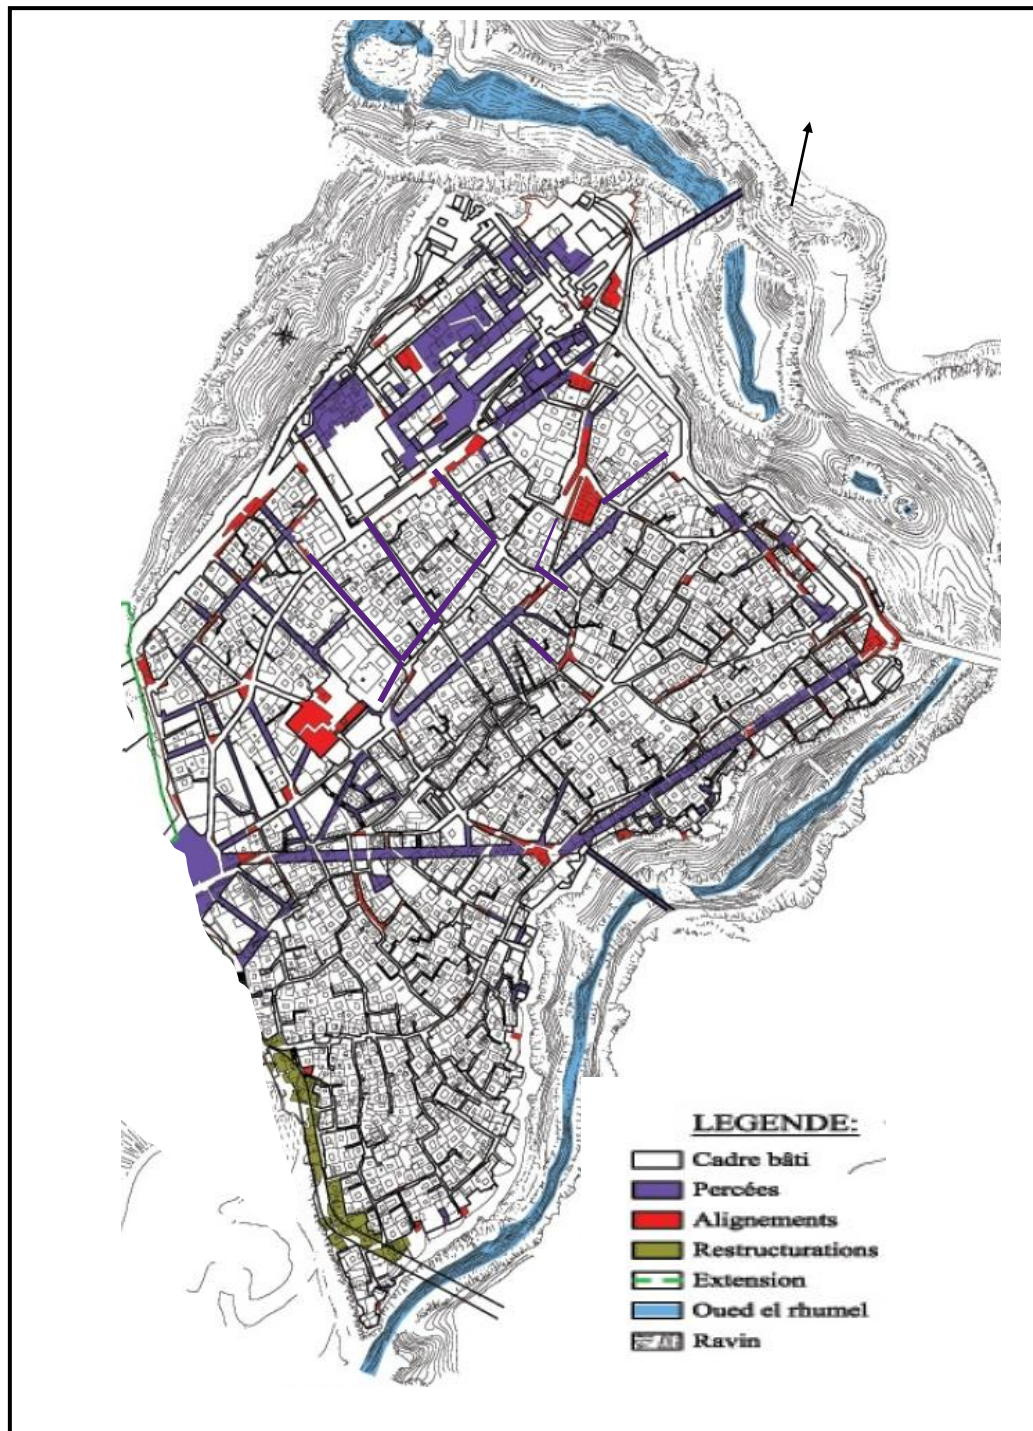 LEGENDE:
Cadre bâti
Percées
Alignements
Restructurations
Extension
Oued el rhumel
Ravin